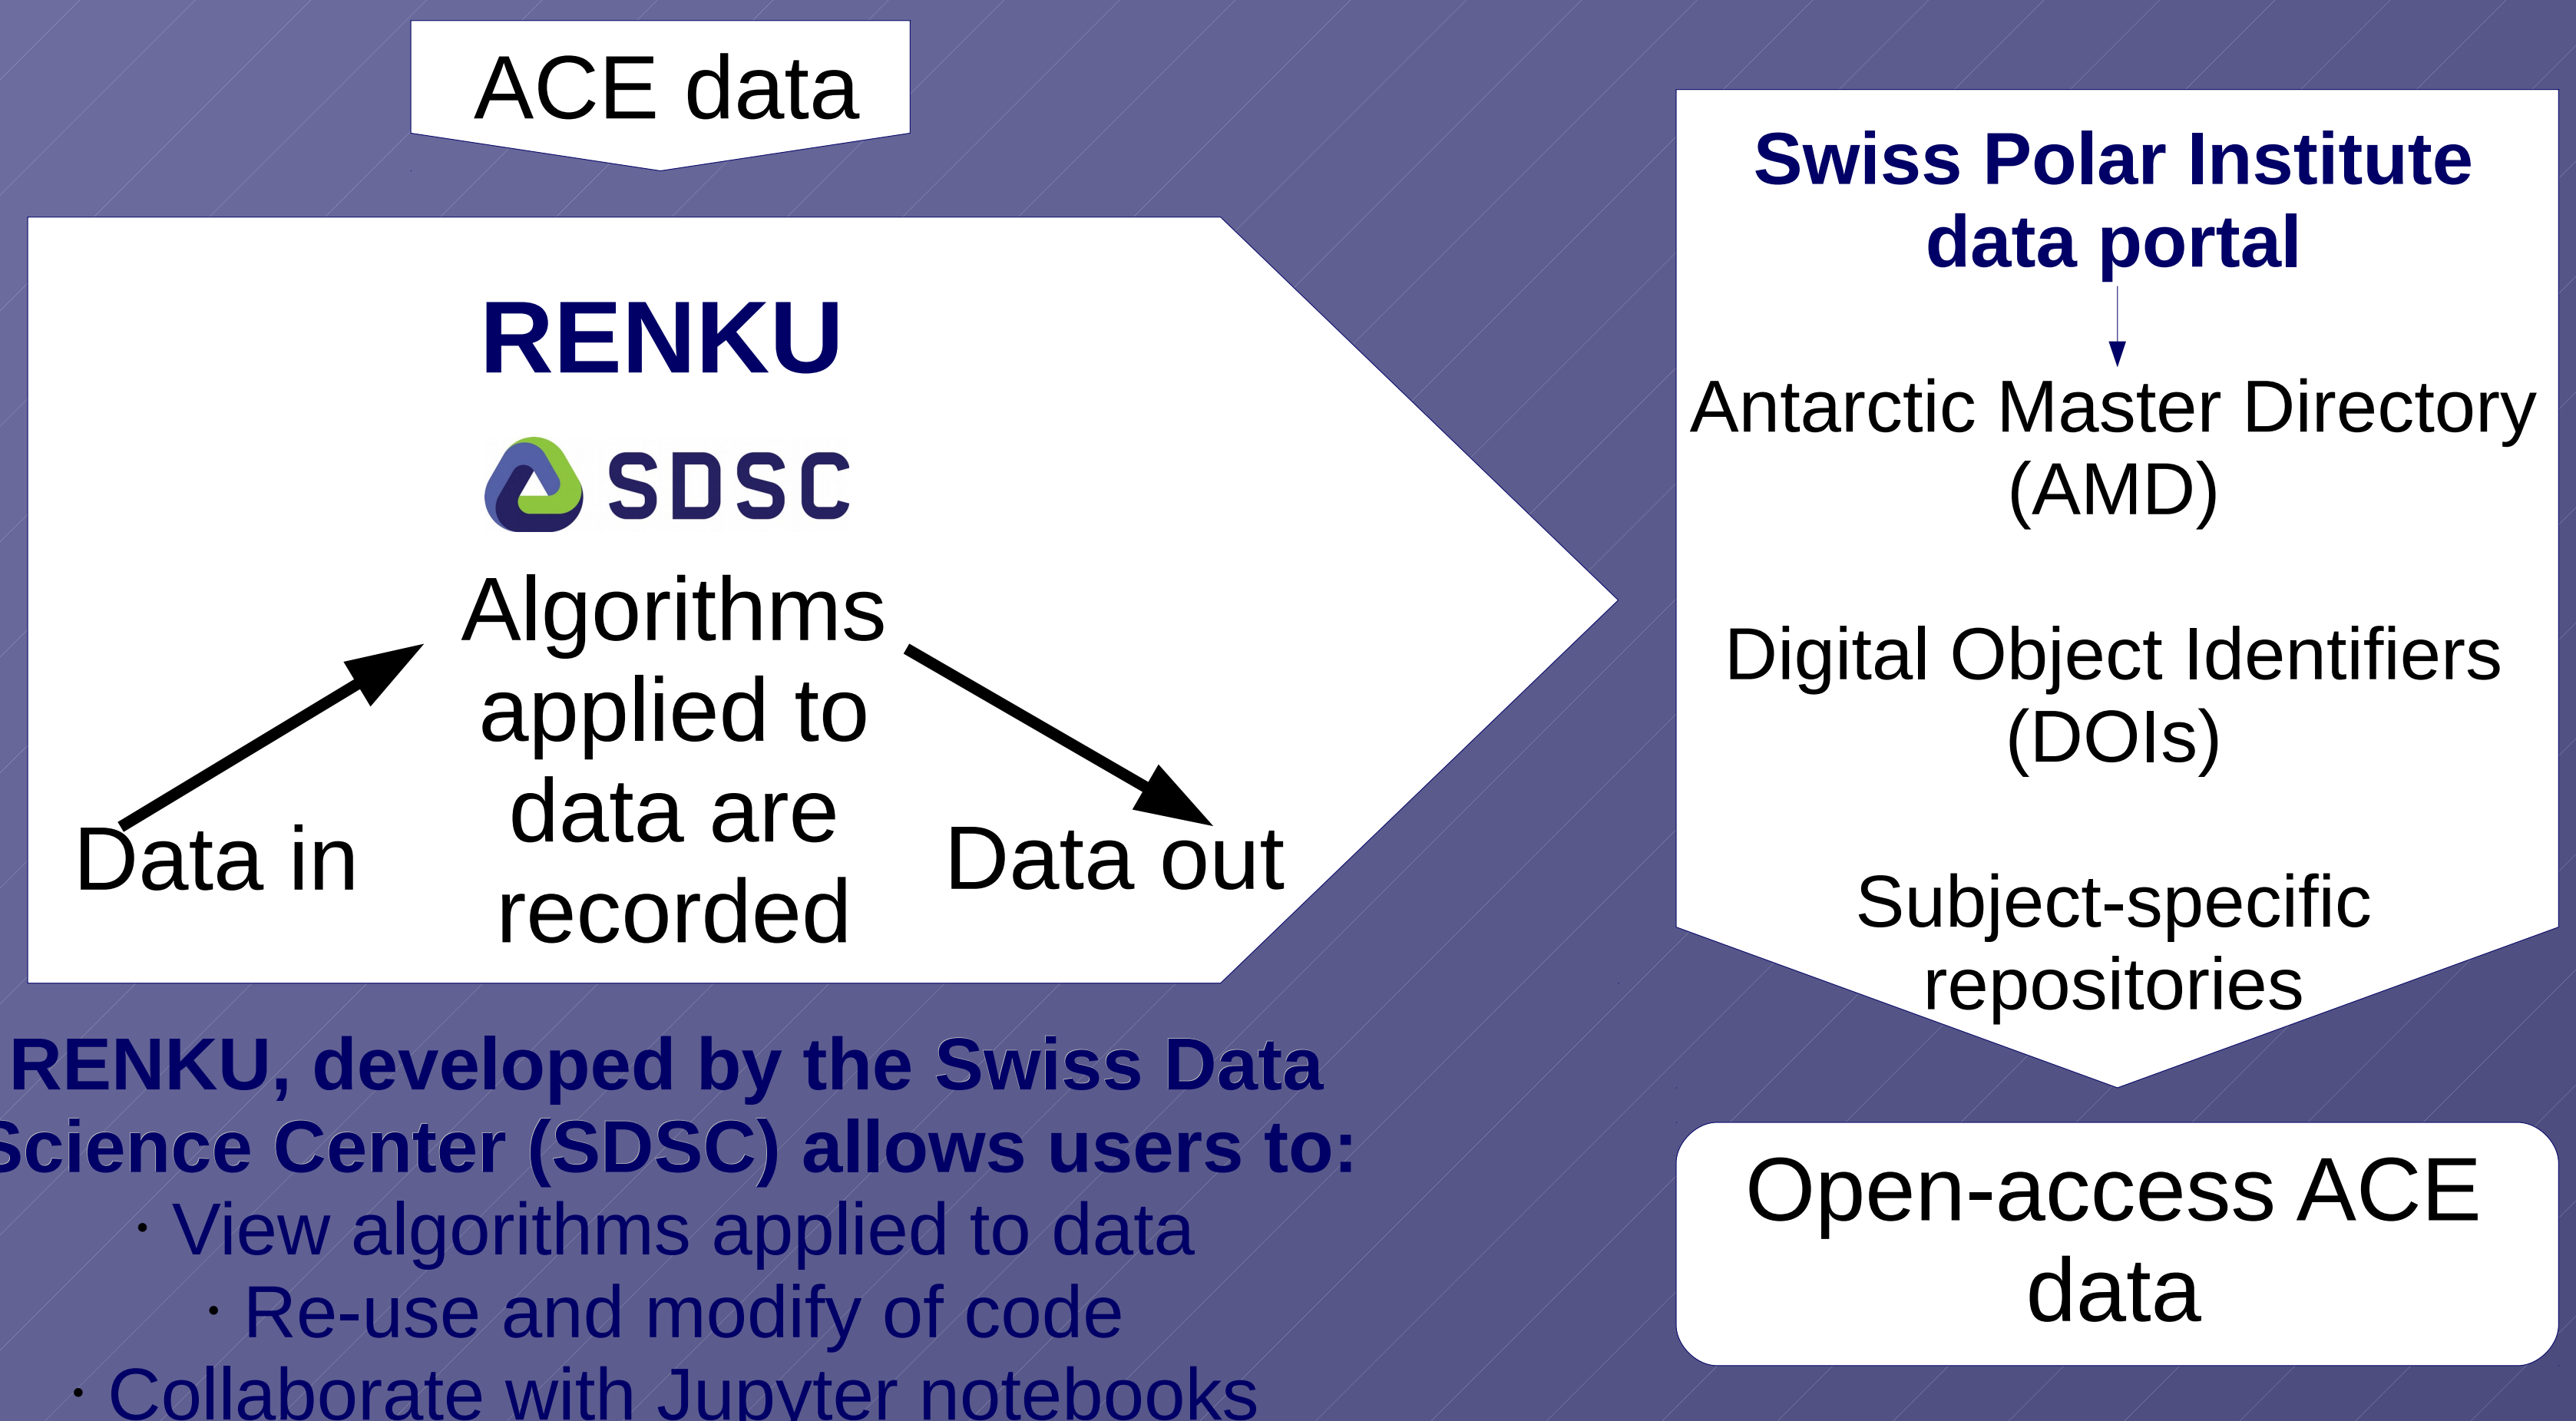 ACE data
RENKU
SDSC
Algorithms
applied to
data are
recorded
Data in
Data out
RENKU, developed by the Swiss Data
Science Center (SDSC) allows users to:
· View algorithms applied to data
· Re-use and modify of code
· Collaborate with Jupyter notebooks
Swiss Polar Institute
data portal
Antarctic Master Directory
(AMD)
Digital Object Identifiers
(DOIs)
Subject-specific
repositories
Open-access ACE
data